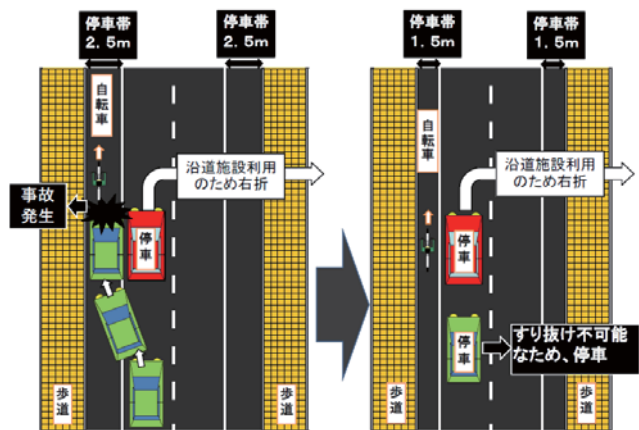 停車帯
2．5m
停車帯
2．5m
自転車
沿道施設利用
のため右折
事故
発生
停車
歩道
歩道
停車帯
1．5m
停車帯
1．5m
自転車
沿道施設利用
のため右折
停車
停車
すり抜け不可能
なため、停車
歩道
歩道